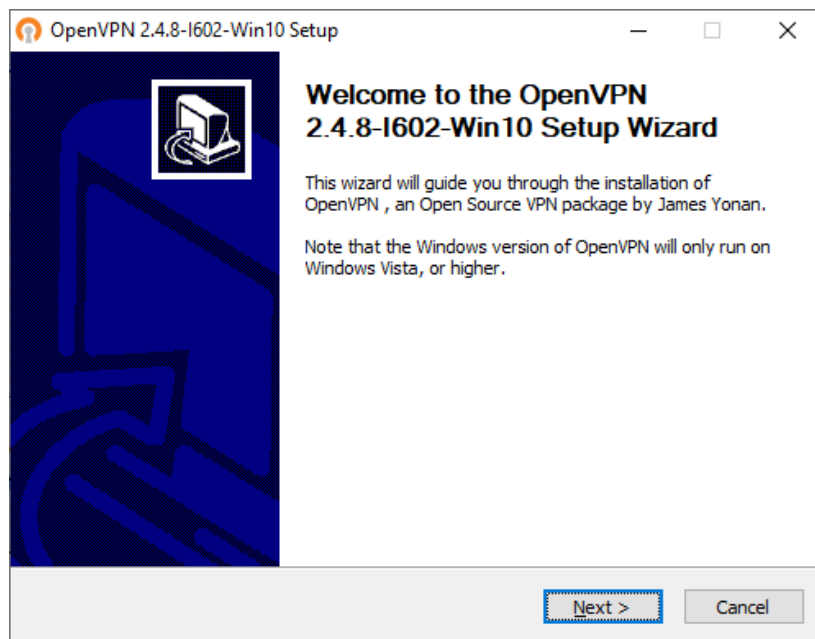 OpenVPN 2.4.8-I602-Win10 Setup
Welcome to the OpenVPN
2.4.8-I602-Win10 Setup Wizard
This wizard will guide you through the installation of
OpenVPN , an Open Source VPN package by James Yonan.
Note that the Windows version of OpenVPN will only run on
Windows Vista, or higher.
Next >
Cancel